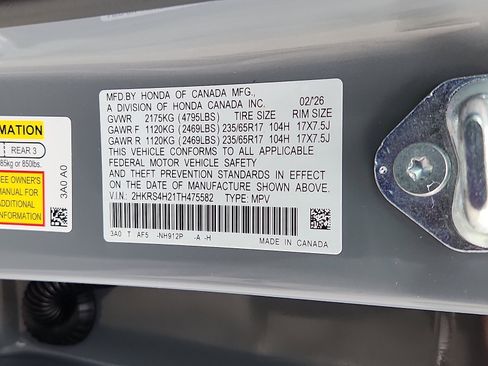 RMATION
REAR 3
85kg or 850lbs.
EE OWNER'S
MANUAL FOR
ADDITIONAL
INFORMATION
3A0 A0
MFD.BY HONDA OF CANADA MFG.,
A DIVISION OF HONDA CANADA INC. 02/'26
GVWR 2175KG (4795LBS) TIRE SIZE RIM SIZE
GAWR F 1120KG (2469LBS) 235/65R17 104H 17X7.5J
GAWR R 1120KG (2469LBS) 235/65R17 104H 17X7.5J
THIS VEHICLE CONFORMS TO ALL APPLICABLE
FEDERAL MOTOR VEHICLE SAFETY
AND THEFT PREVENTION STANDARDS IN EFFECT
ON THE DATE OF MANUFACTURE SHOWN ABOVE.
V.I.N: 2HKRS4H21TH475582 TYPE: MPV
3A0 T AF5 -NH912P -A -H
MADE IN CANADA